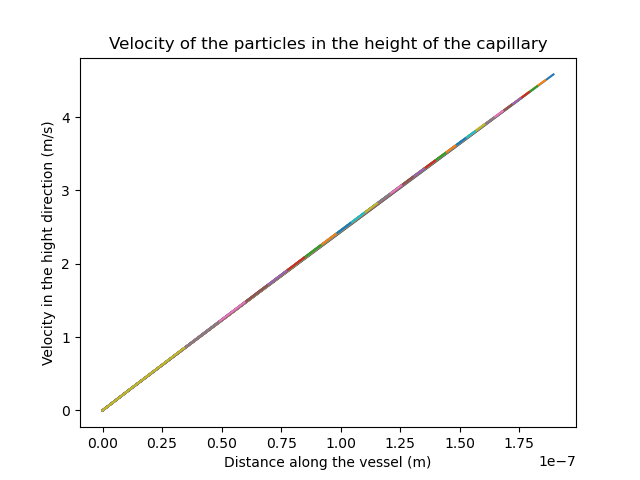 Velocity of the particles in the height of the capillary
Velocity in the hight direction (m/s)
4
3
2
1
0
0.00 0.25 0.50 0.75 1.00 1.25 1.50 1.75
1e−7
Distance along the vessel (m)